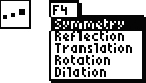 F4
Symmetry
Reflection
Translation
Rotation
Dilation